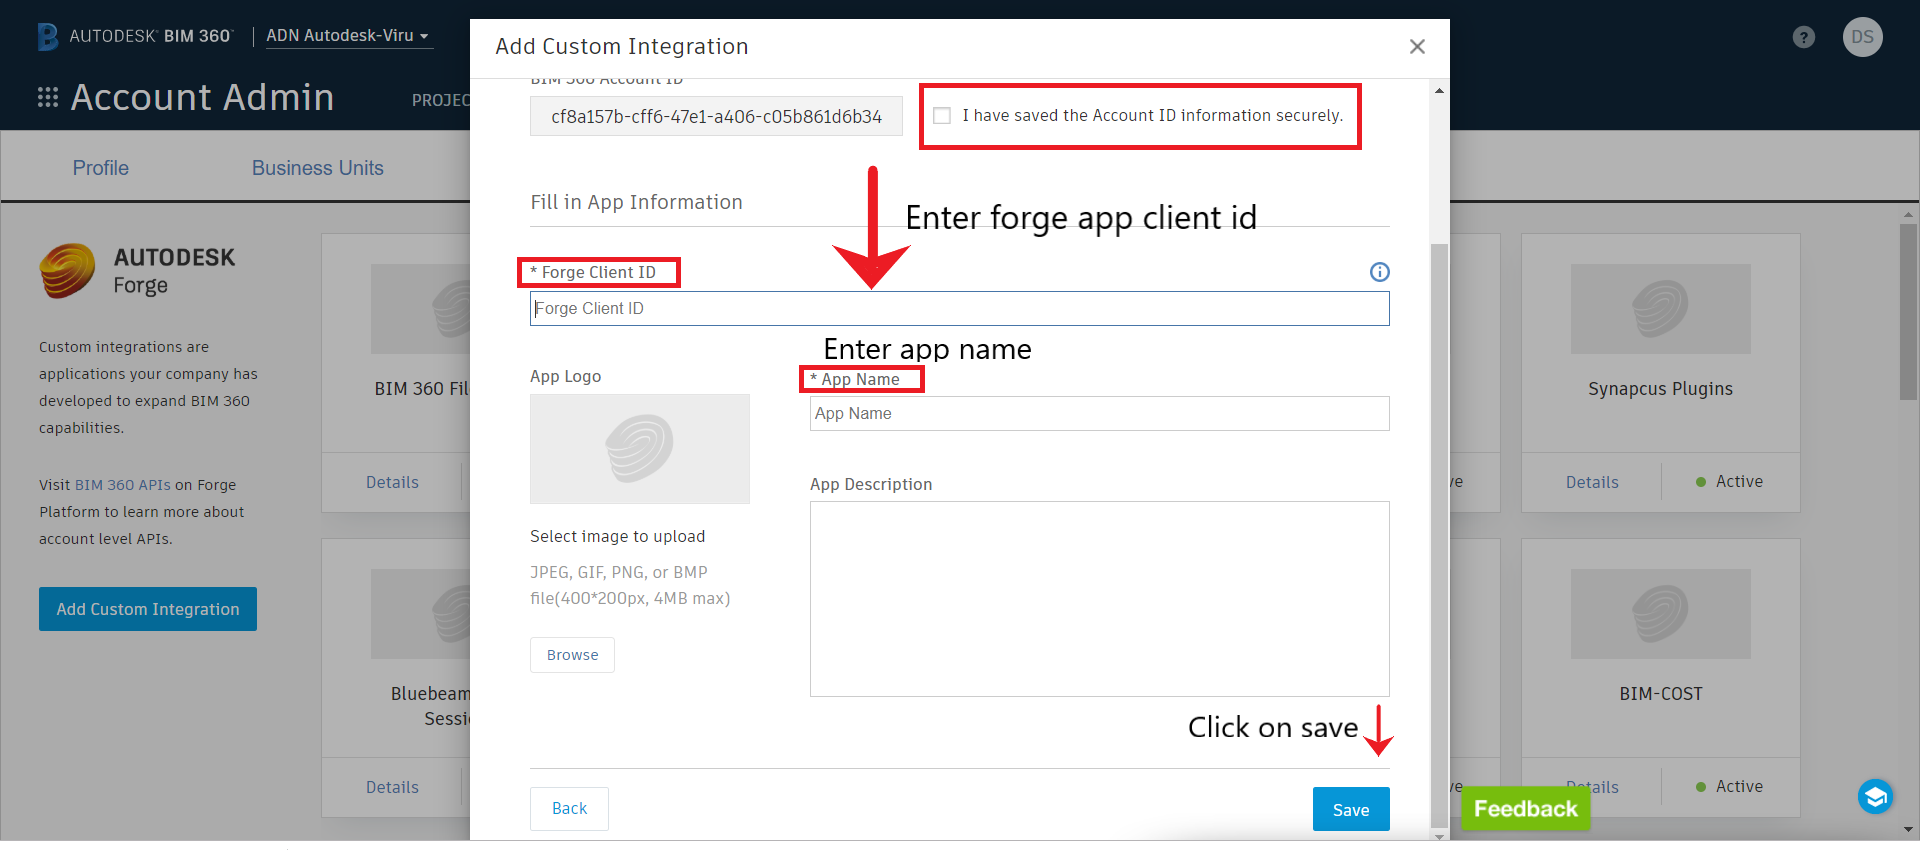 AUTODESK® BIM 360™
ADN Autodesk-Viru
?
DS
Account Admin
PROJEC
Profile
Business Units
AUTODESK
Forge
Custom integrations are
applications your company has
developed to expand BIM 360
capabilities.
Visit BIM 360 APIs on Forge
Platform to learn more about
account level APIs.
Add Custom Integration
BIM 360 Fil
Details
Bluebeam
Sessi
Details
Add Custom Integration
BIM 360 Account ID
cf8a157b-cff6-47e1-a406-c05b861d6b34
I have saved the Account ID information securely.
Fill in App Information
Enter forge app client id
* Forge Client ID
Forge Client ID
Enter app name
App Logo
* App Name
App Name
App Description
Select image to upload
JPEG, GIF, PNG, or BMP
file(400*200px, 4MB max)
Browse
Click on save
Back
Save
Synapcus Plugins
ve
Details
Active
BIM-COST
ve
Details
Active
Feedback